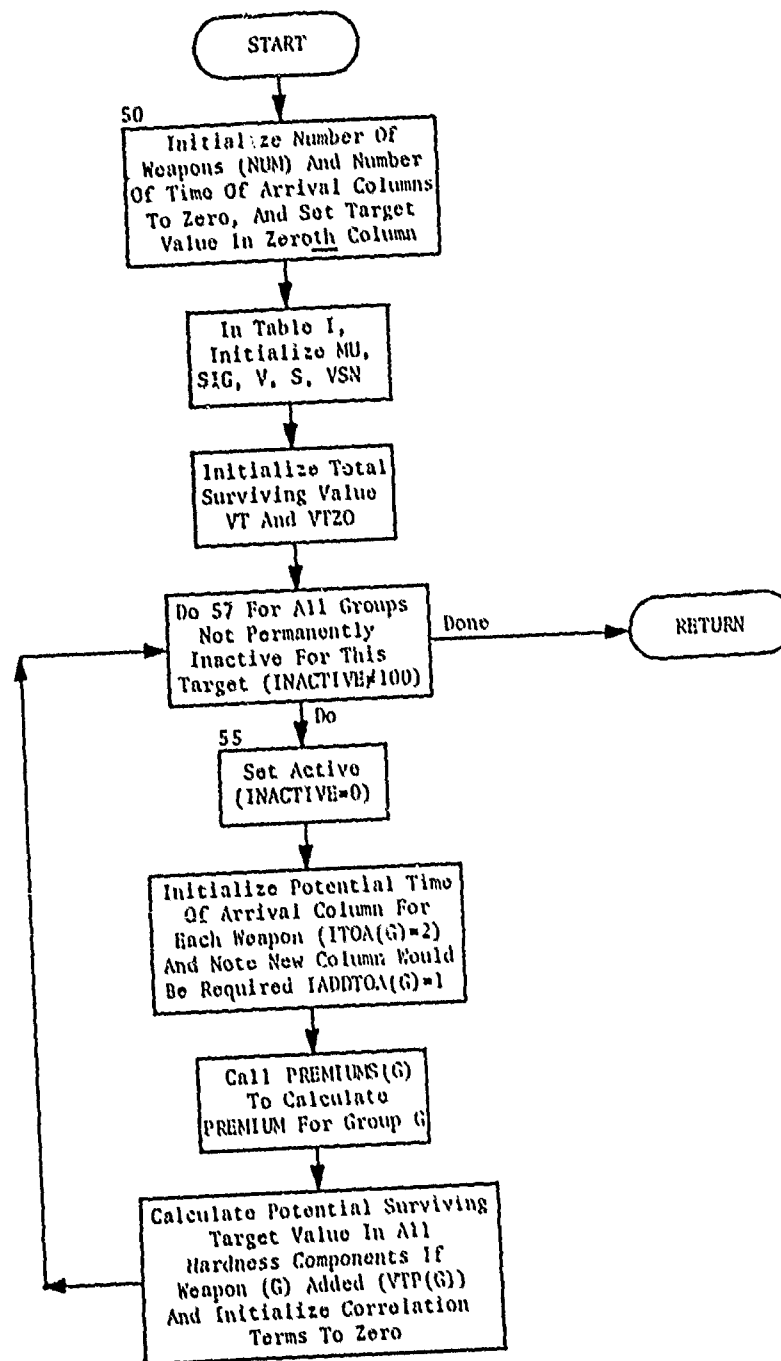 START
50
Initialize Number Of
Weapons (NUM) And Number
Of Time Of Arrival Columns
To Zero, And Set Target
Value In Zeroth Column
In Table I,
Initialize MU,
SIG, V, S, VSN
Initialize Total
Surviving Value
VT And VTZO
Do 57 For All Groups
Not Permanently
Inactive For This
Target (INACTIVE≠100)
Done
RETURN
Do
55
Set Active
(INACTIVE=0)
Initialize Potential Time
Of Arrival Column For
Each Weapon (ITOA(G)=2)
And Note New Column Would
Be Required IADDTOA(G)=1
Call PREMIUMS(G)
To Calculate
PREMIUM For Group G
Calculate Potential Surviving
Target Value In All
Hardness Components If
Weapon (G) Added (VTP(G))
And Initialize Correlation
Terms To Zero